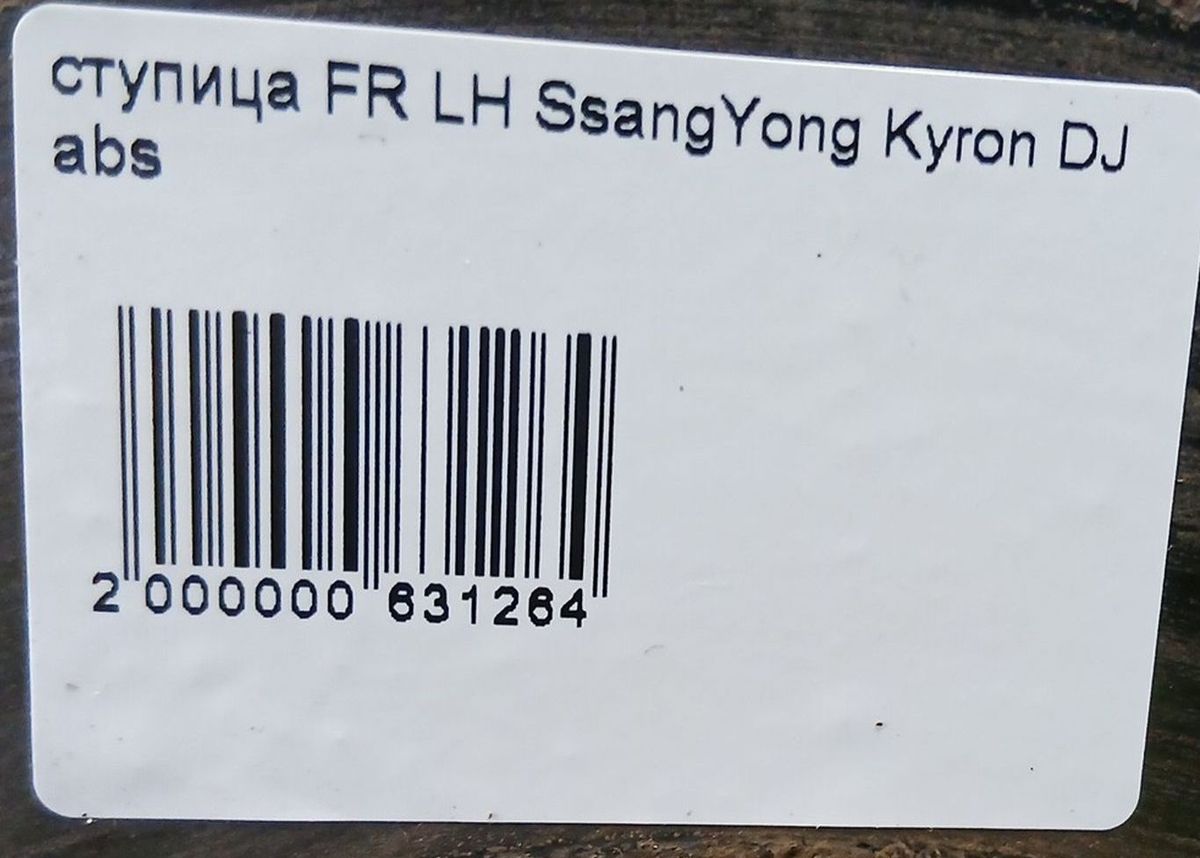 ступица FR LH SsangYong Kyron DJ
abs
2 000000 631264